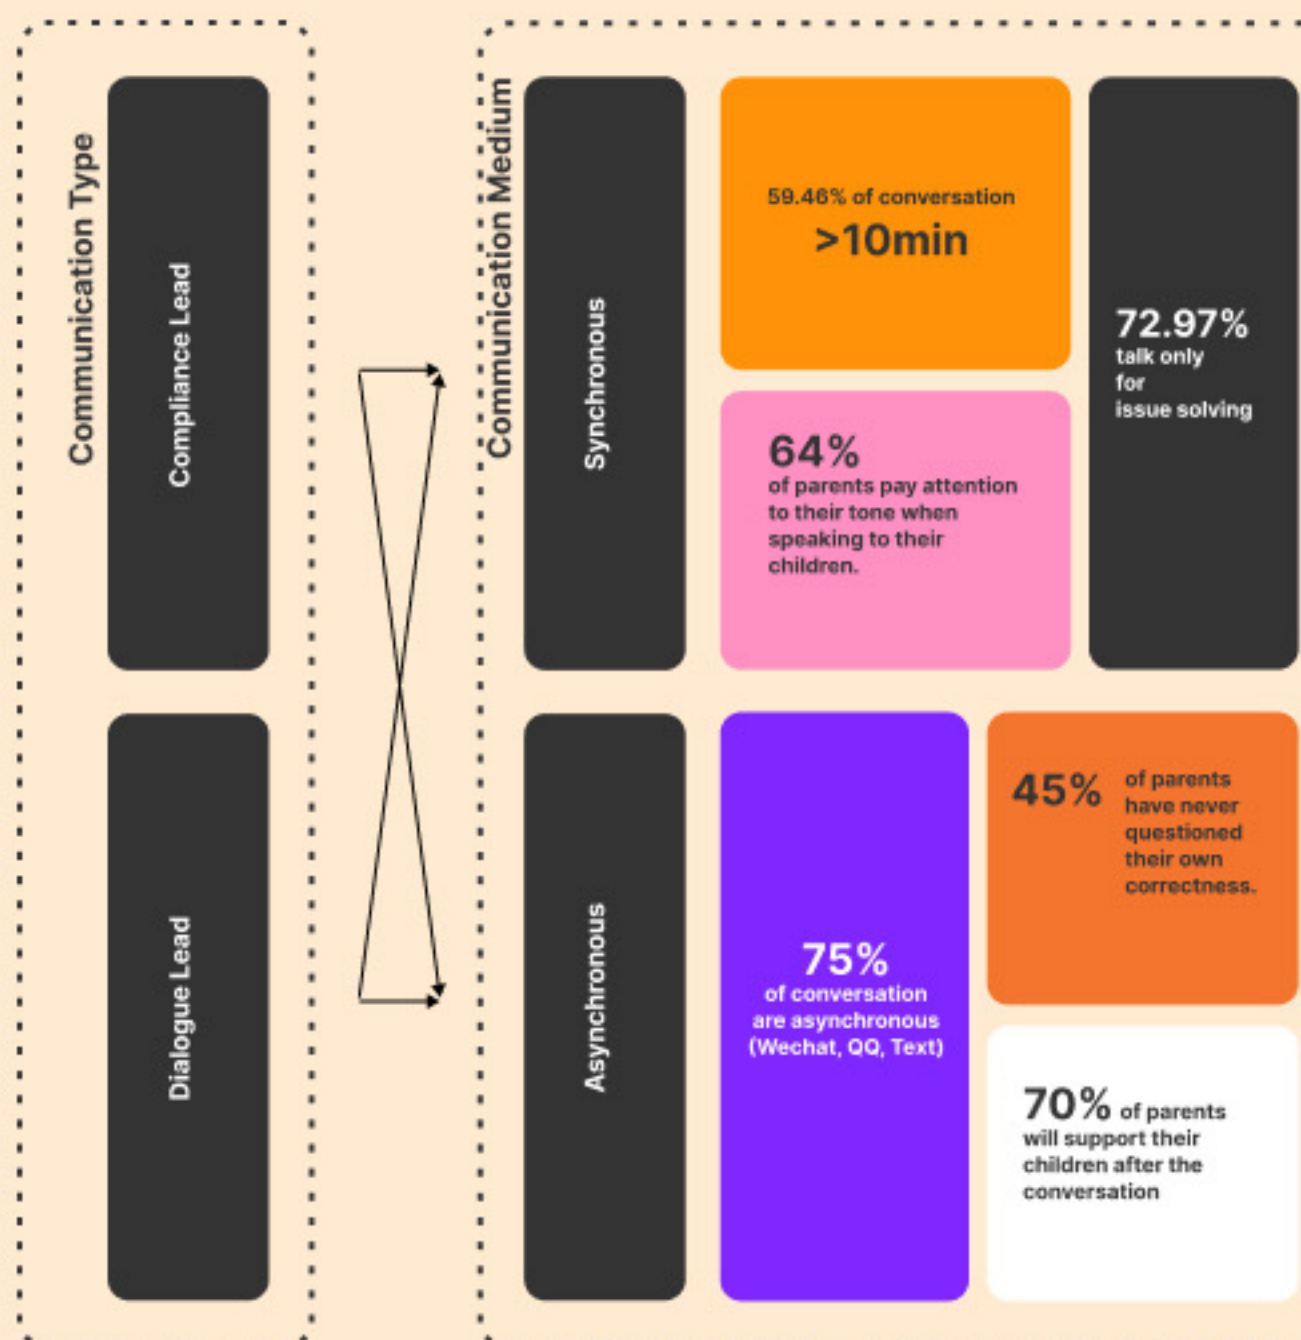 Communication Type
Compliance Lead
Dialogue Lead
Communication Medium
Synchronous
59.46% of conversation
>10min
64%
of parents pay attention
to their tone when
speaking to their
children.
72.97%
talk only
for
issue solving
Asynchronous
75%
of conversation
are asynchronous
(Wechat, QQ, Text)
45%
of parents
have never
questioned
their own
correctness.
70% of parents
will support their
children after the
conversation